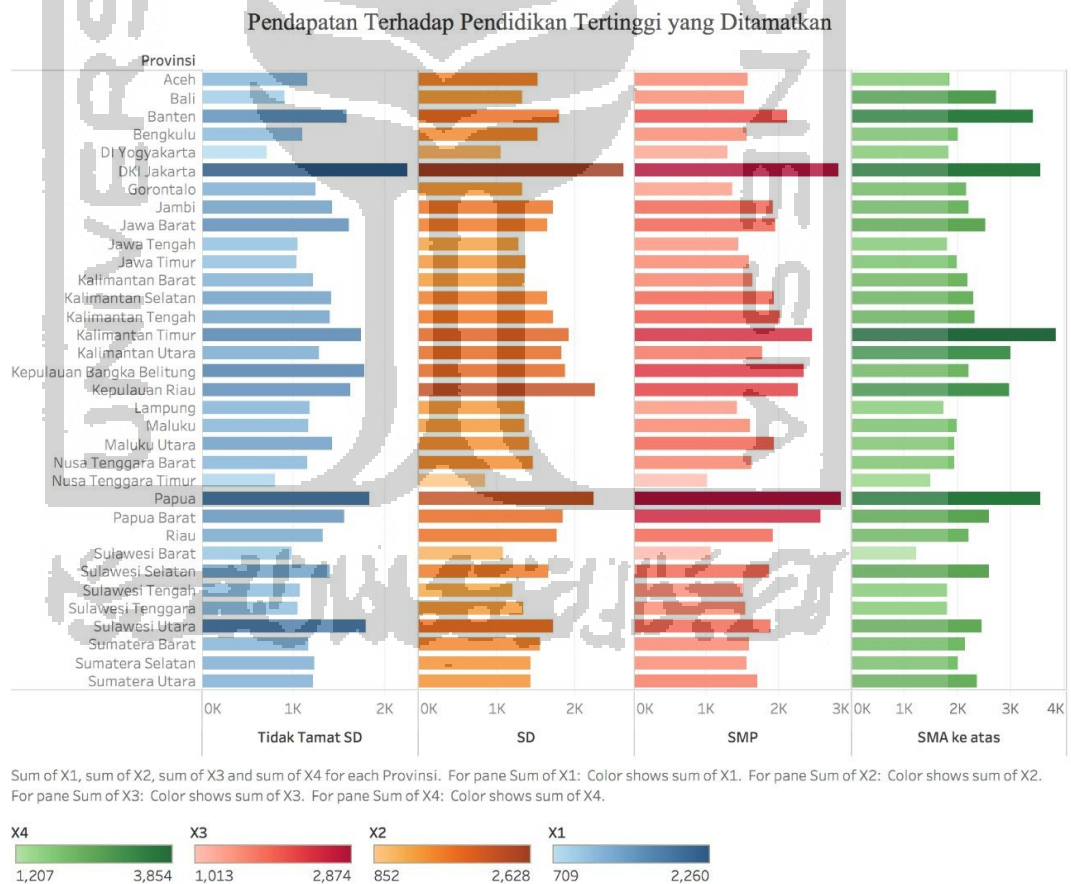 Pendapatan Terhadap Pendidikan Tertinggi yang Ditamatkan
Provinsi
Aceh
Bali
Banten
Bengkulu
DI Yogyakarta
DKI Jakarta
Gorontalo
Jambi
Jawa Barat
Jawa Tengah
Jawa Timur
Kalimantan Barat
Kalimantan Selatan
Kalimantan Tengah
Kalimantan Timur
Kalimantan Utara
Kepulauan Bangka Belitung
Kepulauan Riau
Lampung
Maluku
Maluku Utara
Nusa Tenggara Barat
Nusa Tenggara Timur
Papua
Papua Barat
Riau
Sulawesi Barat
Sulawesi Selatan
Sulawesi Tengah
Sulawesi Tenggara
Sulawesi Utara
Sumatera Barat
Sumatera Selatan
Sumatera Utara
0K 1K 2K 0K 1K 2K 0K 1K 2K 3K 0K 1K 2K 3K 4K
Tidak Tamat SD SD SMP SMA ke atas
Sum of X1, sum of X2, sum of X3 and sum of X4 for each Provinsi. For pane Sum of X1: Color shows sum of X1. For pane Sum of X2: Color shows sum of X2.
For pane Sum of X3: Color shows sum of X3. For pane Sum of X4: Color shows sum of X4.
X4 X3 X2 X1
1,207 3,854 1,013 2,874 852 2,628 709 2,260